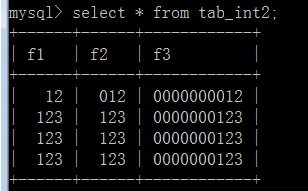 mysql> select * from tab_int2;
+------+------+------------+
| f1   | f2   | f3         |
+------+------+------------+
|   12 |  012 | 0000000012 |
|  123 |  123 | 0000000123 |
|  123 |  123 | 0000000123 |
|  123 |  123 | 0000000123 |
+------+------+------------+